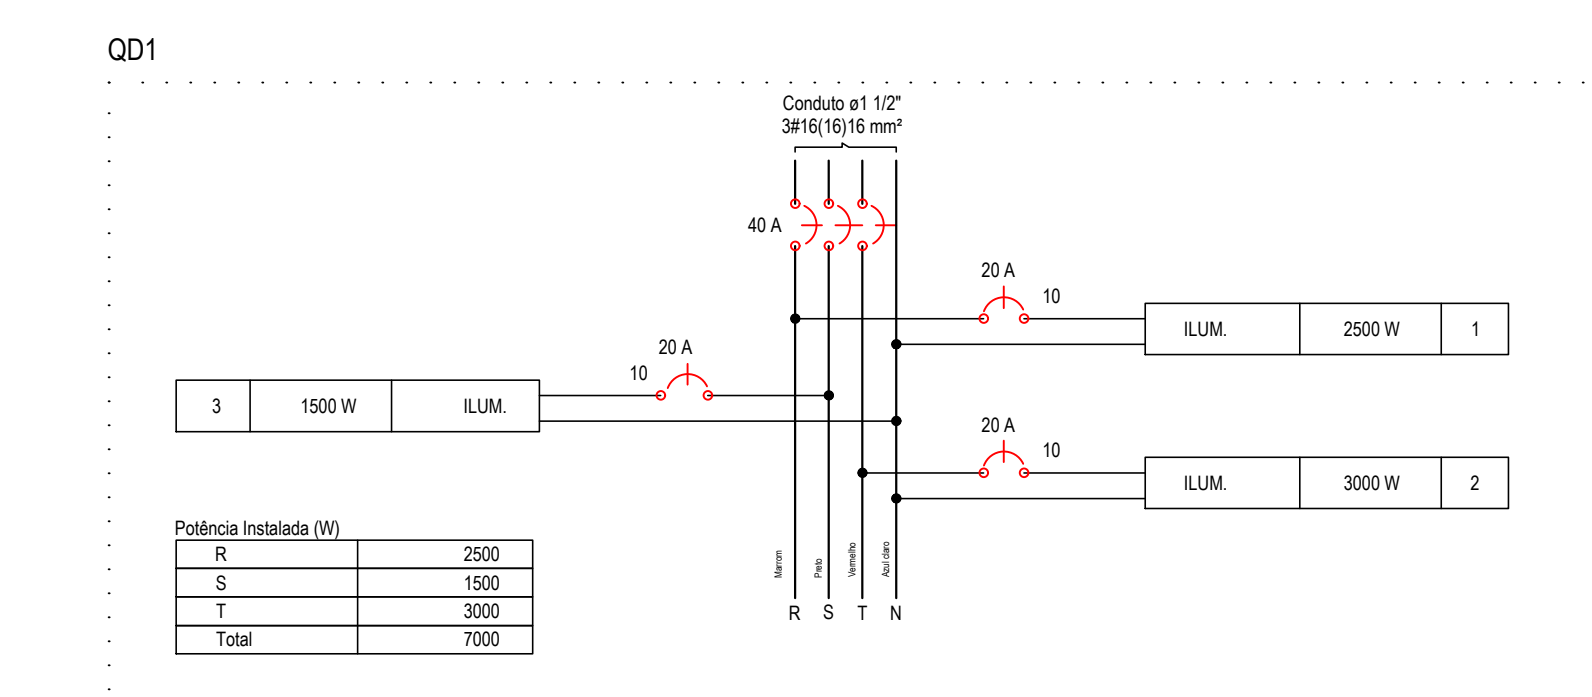 QD1
Conduto ø1 1/2"
3#16(16)16 mm²
40 A
20 A
10
ILUM. 2500 W 1
20 A
10
3 1500 W ILUM.
20 A
10
ILUM. 3000 W 2
Potência Instalada (W)
R 2500
S 1500
T 3000
Total 7000
Marrom
Preto
Vermelho
Azul claro
R S T N